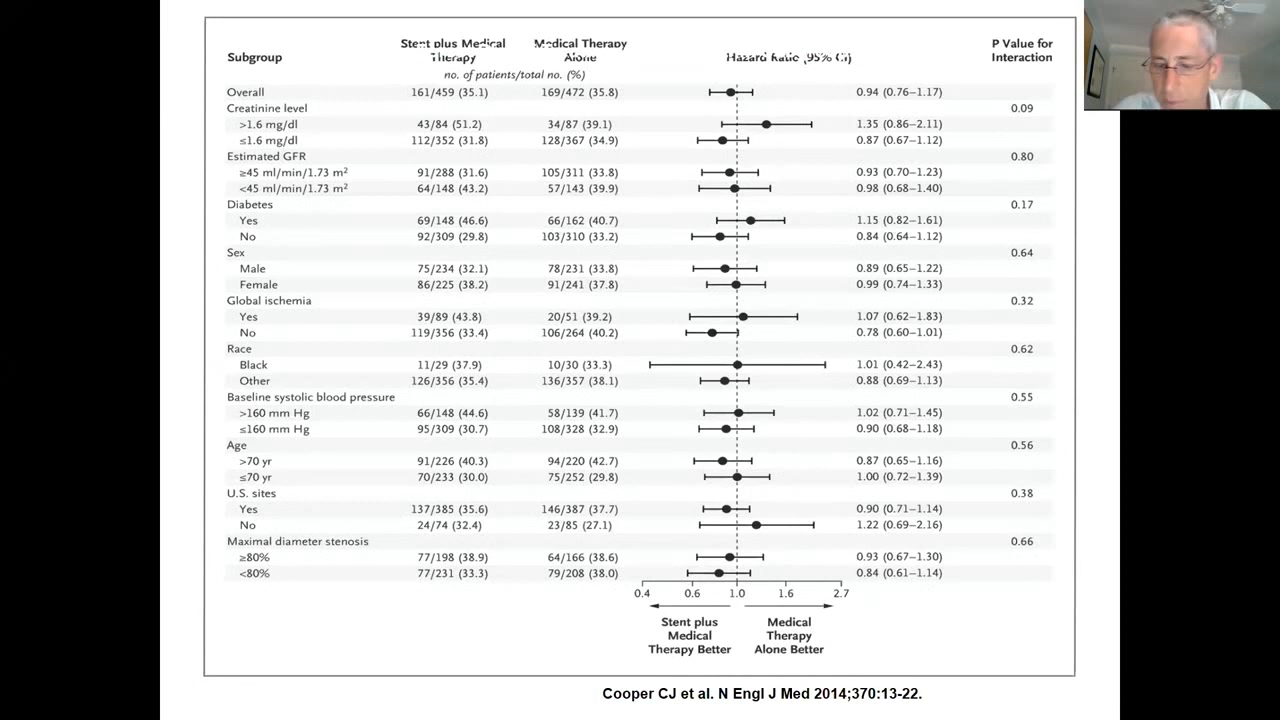 Stent plus Medical Therapy
Medical Therapy Alone
Subgroup
Hazard Ratio (95% CI)
P Value for Interaction
no. of patients/total no. (%)
Overall 161/459 (35.1) 169/472 (35.8) 0.94 (0.76–1.17)
Creatinine level 0.09
>1.6 mg/dl 43/84 (51.2) 34/87 (39.1) 1.35 (0.86–2.11)
≤1.6 mg/dl 112/352 (31.8) 128/367 (34.9) 0.87 (0.67–1.12)
Estimated GFR 0.80
≥45 ml/min/1.73 m² 91/288 (31.6) 105/311 (33.8) 0.93 (0.70–1.23)
<45 ml/min/1.73 m² 64/148 (43.2) 57/143 (39.9) 0.98 (0.68–1.40)
Diabetes 0.17
Yes 69/148 (46.6) 66/162 (40.7) 1.15 (0.82–1.61)
No 92/309 (29.8) 103/310 (33.2) 0.84 (0.64–1.12)
Sex 0.64
Male 75/234 (32.1) 78/231 (33.8) 0.89 (0.65–1.22)
Female 86/225 (38.2) 91/241 (37.8) 0.99 (0.74–1.33)
Global ischemia 0.32
Yes 39/89 (43.8) 20/51 (39.2) 1.07 (0.62–1.83)
No 119/356 (33.4) 106/264 (40.2) 0.78 (0.60–1.01)
Race 0.62
Black 11/29 (37.9) 10/30 (33.3) 1.01 (0.42–2.43)
Other 126/356 (35.4) 136/357 (38.1) 0.88 (0.69–1.13)
Baseline systolic blood pressure 0.55
>160 mm Hg 66/148 (44.6) 58/139 (41.7) 1.02 (0.71–1.45)
≤160 mm Hg 95/309 (30.7) 108/328 (32.9) 0.90 (0.68–1.18)
Age 0.56
>70 yr 91/226 (40.3) 94/220 (42.7) 0.87 (0.65–1.16)
≤70 yr 70/233 (30.0) 75/252 (29.8) 1.00 (0.72–1.39)
U.S. sites 0.38
Yes 137/385 (35.6) 146/387 (37.7) 0.90 (0.71–1.14)
No 24/74 (32.4) 23/85 (27.1) 1.22 (0.69–2.16)
Maximal diameter stenosis 0.66
≥80% 77/198 (38.9) 64/166 (38.6) 0.93 (0.67–1.30)
<80% 77/231 (33.3) 79/208 (38.0) 0.84 (0.61–1.14)
0.4 0.6 1.0 1.6 2.7
Stent plus Medical Therapy Better
Medical Therapy Alone Better
Cooper CJ et al. N Engl J Med 2014;370:13-22.